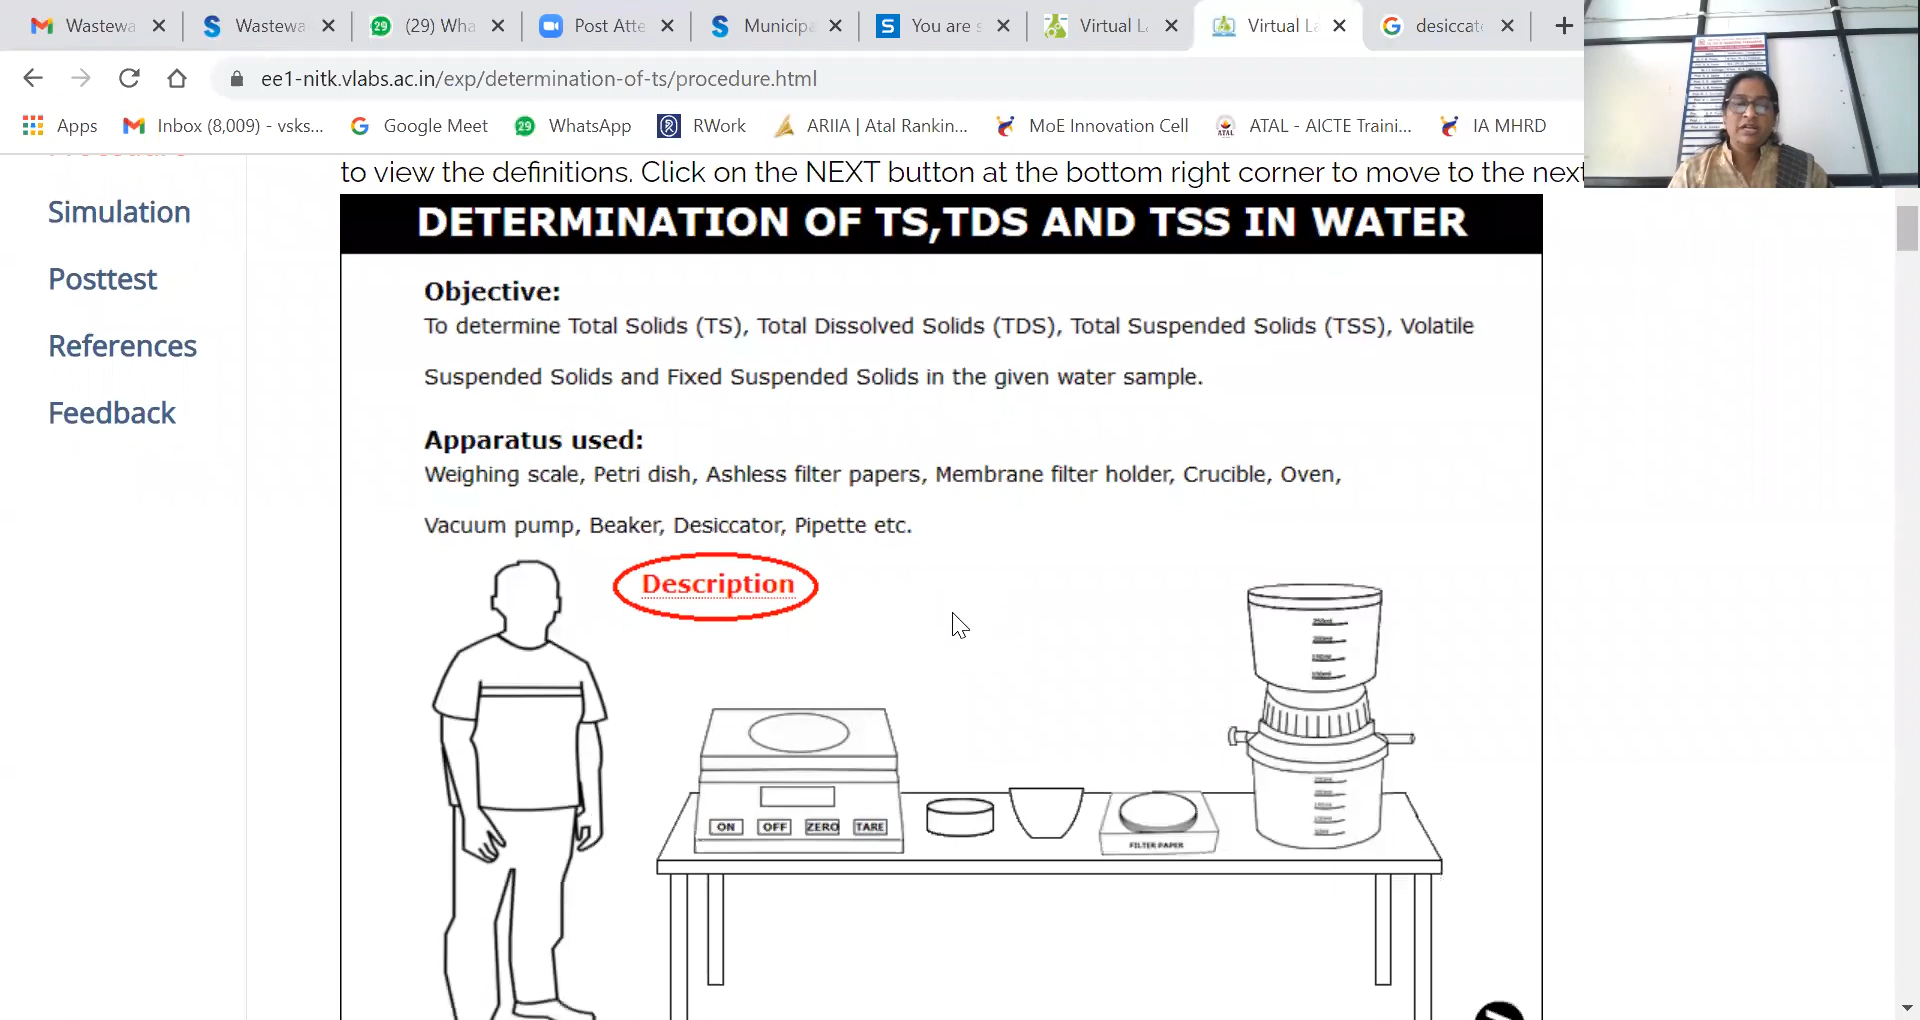 Wastewa
Wastewa
(29) Wha
Post Atte
Municipa
You are s
Virtual La
Virtual La
desiccate
ee1-nitk.vlabs.ac.in/exp/determination-of-ts/procedure.html
Apps
Inbox (8,009) - vsks...
Google Meet
29
WhatsApp
RWork
ARIIA | Atal Rankin...
MoE Innovation Cell
ATAL - AICTE Traini...
IA MHRD
to view the definitions. Click on the NEXT button at the bottom right corner to move to the next
Simulation
Posttest
References
Feedback
DETERMINATION OF TS,TDS AND TSS IN WATER
Objective:
To determine Total Solids (TS), Total Dissolved Solids (TDS), Total Suspended Solids (TSS), Volatile
Suspended Solids and Fixed Suspended Solids in the given water sample.
Apparatus used:
Weighing scale, Petri dish, Ashless filter papers, Membrane filter holder, Crucible, Oven,
Vacuum pump, Beaker, Desiccator, Pipette etc.
Description
ON OFF ZERO TARE
FILTER PAPER